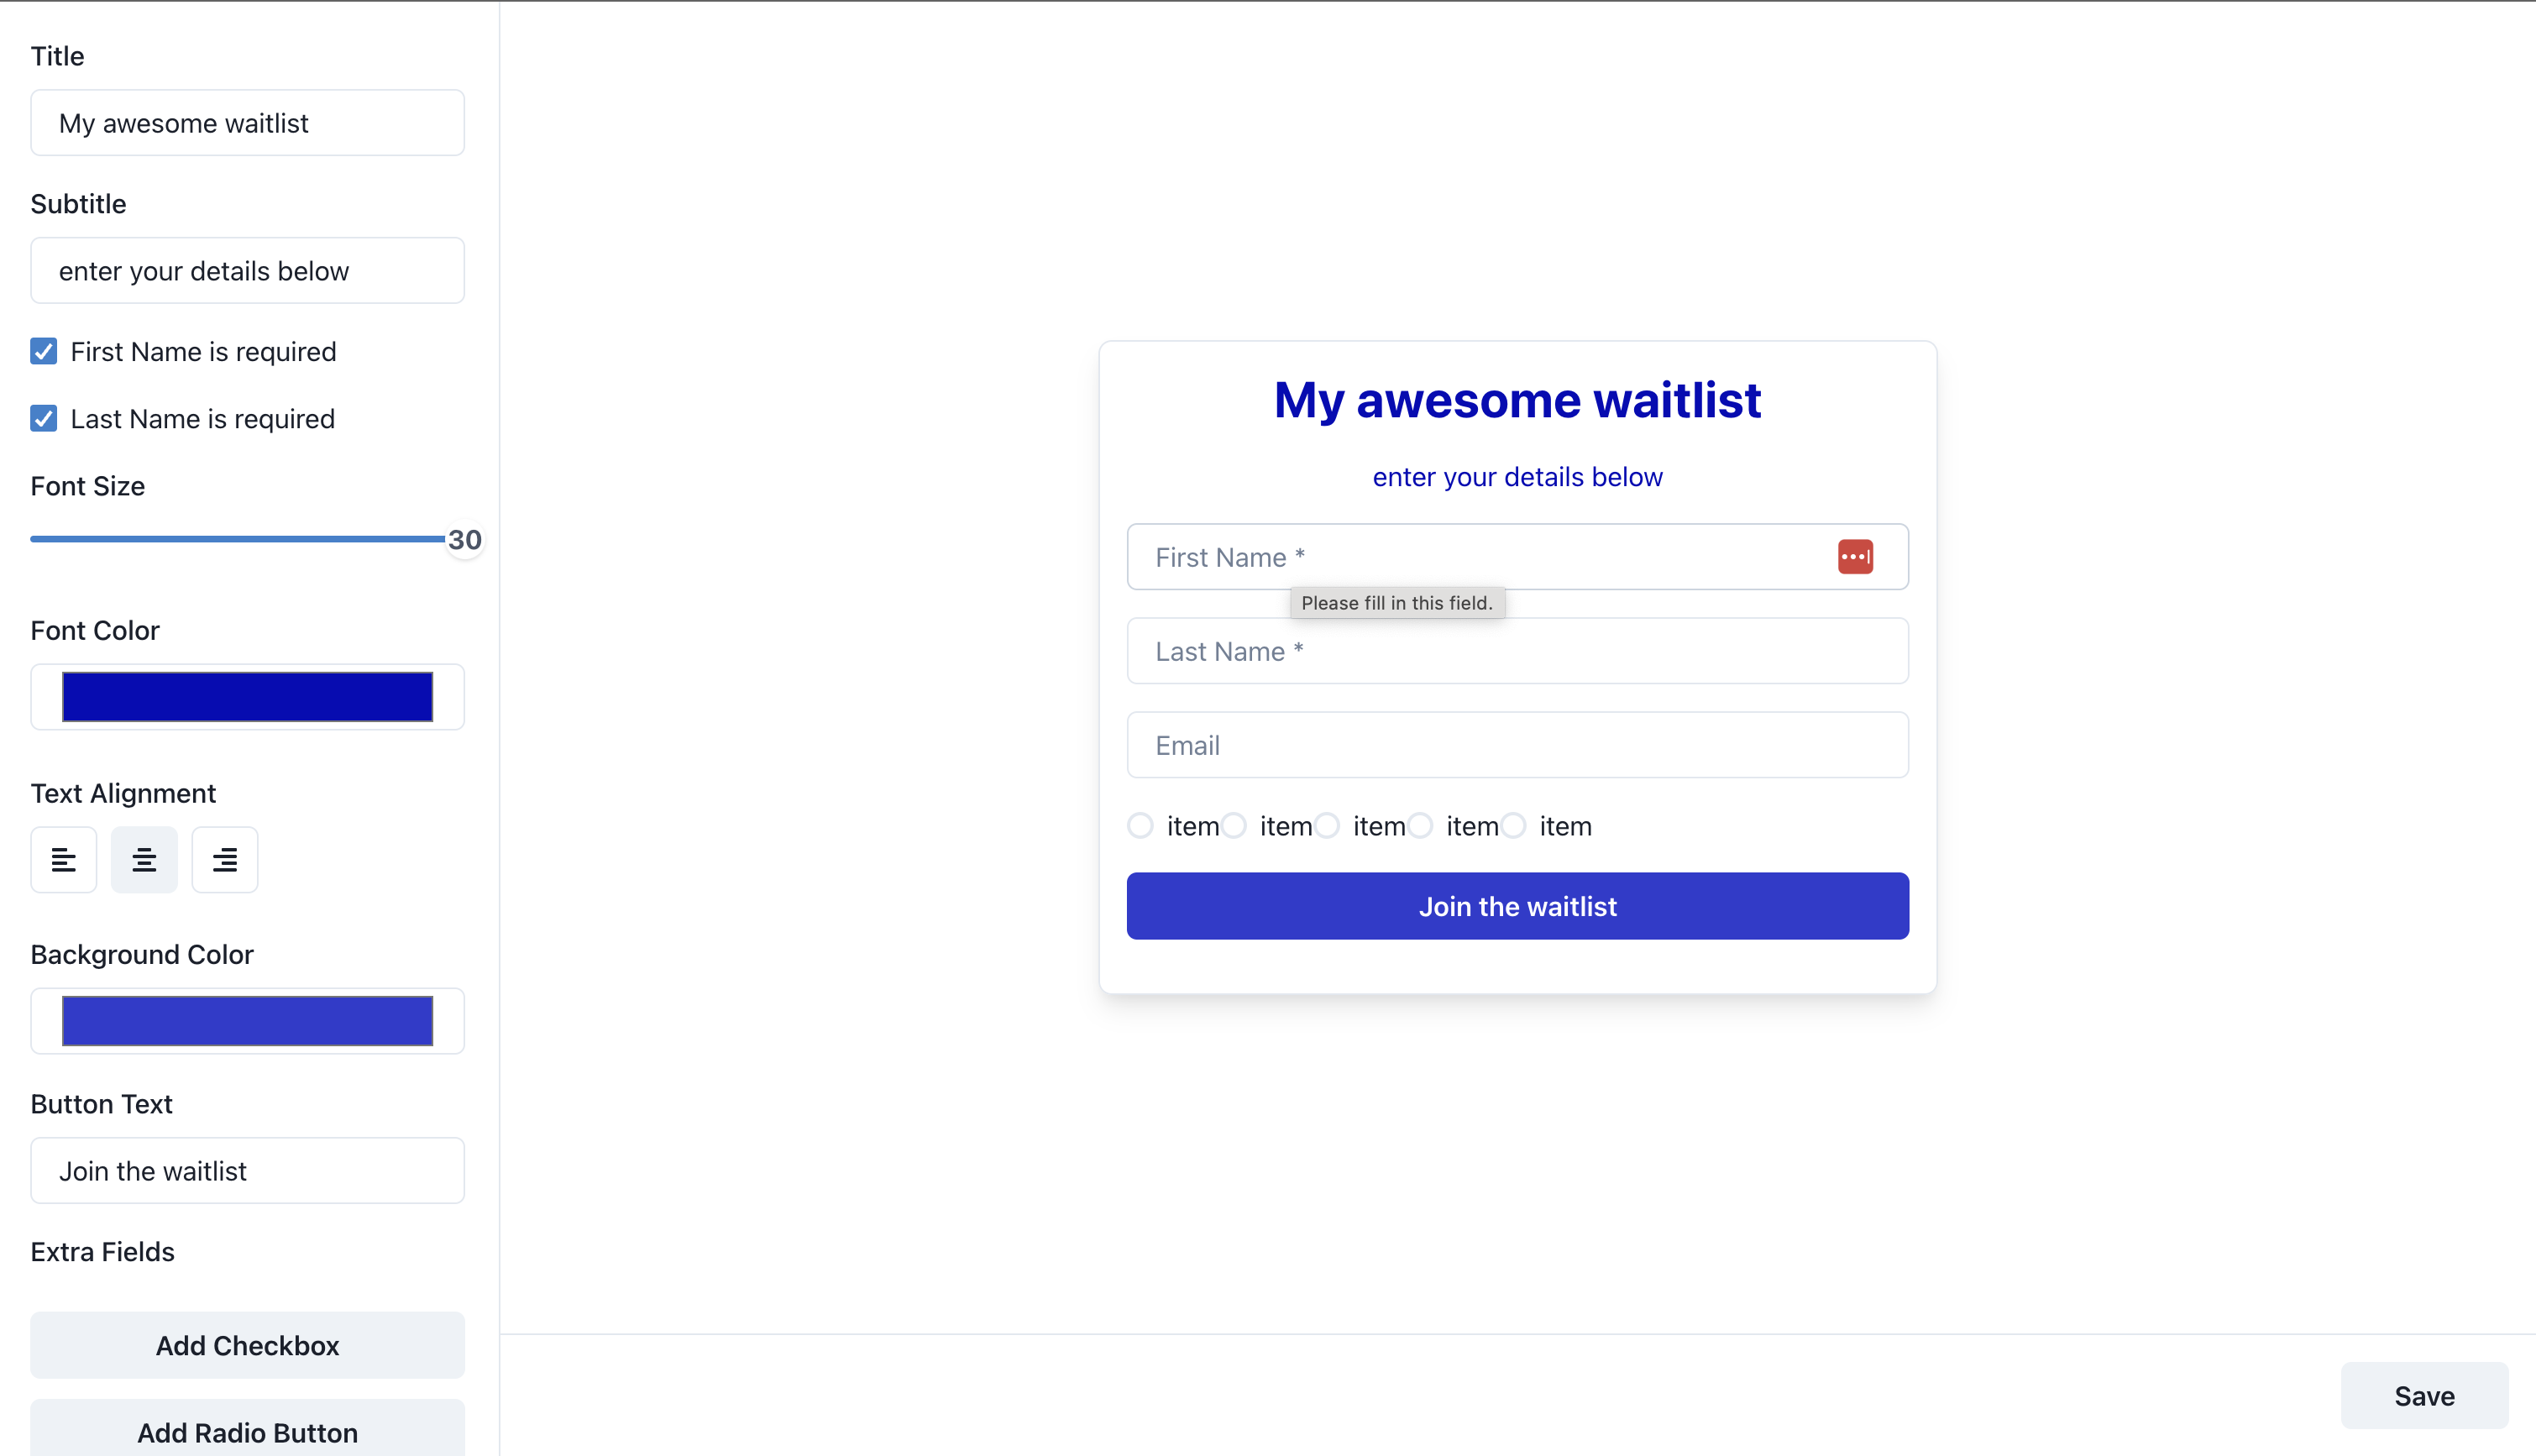 Title
My awesome waitlist
Subtitle
enter your details below
First Name is required
Last Name is required
Font Size
30
Font Color
Text Alignment
Background Color
Button Text
Join the waitlist
Extra Fields
Add Checkbox
Add Radio Button
My awesome waitlist
enter your details below
First Name *
Please fill in this field.
Last Name *
Email
item item item item item
Join the waitlist
Save